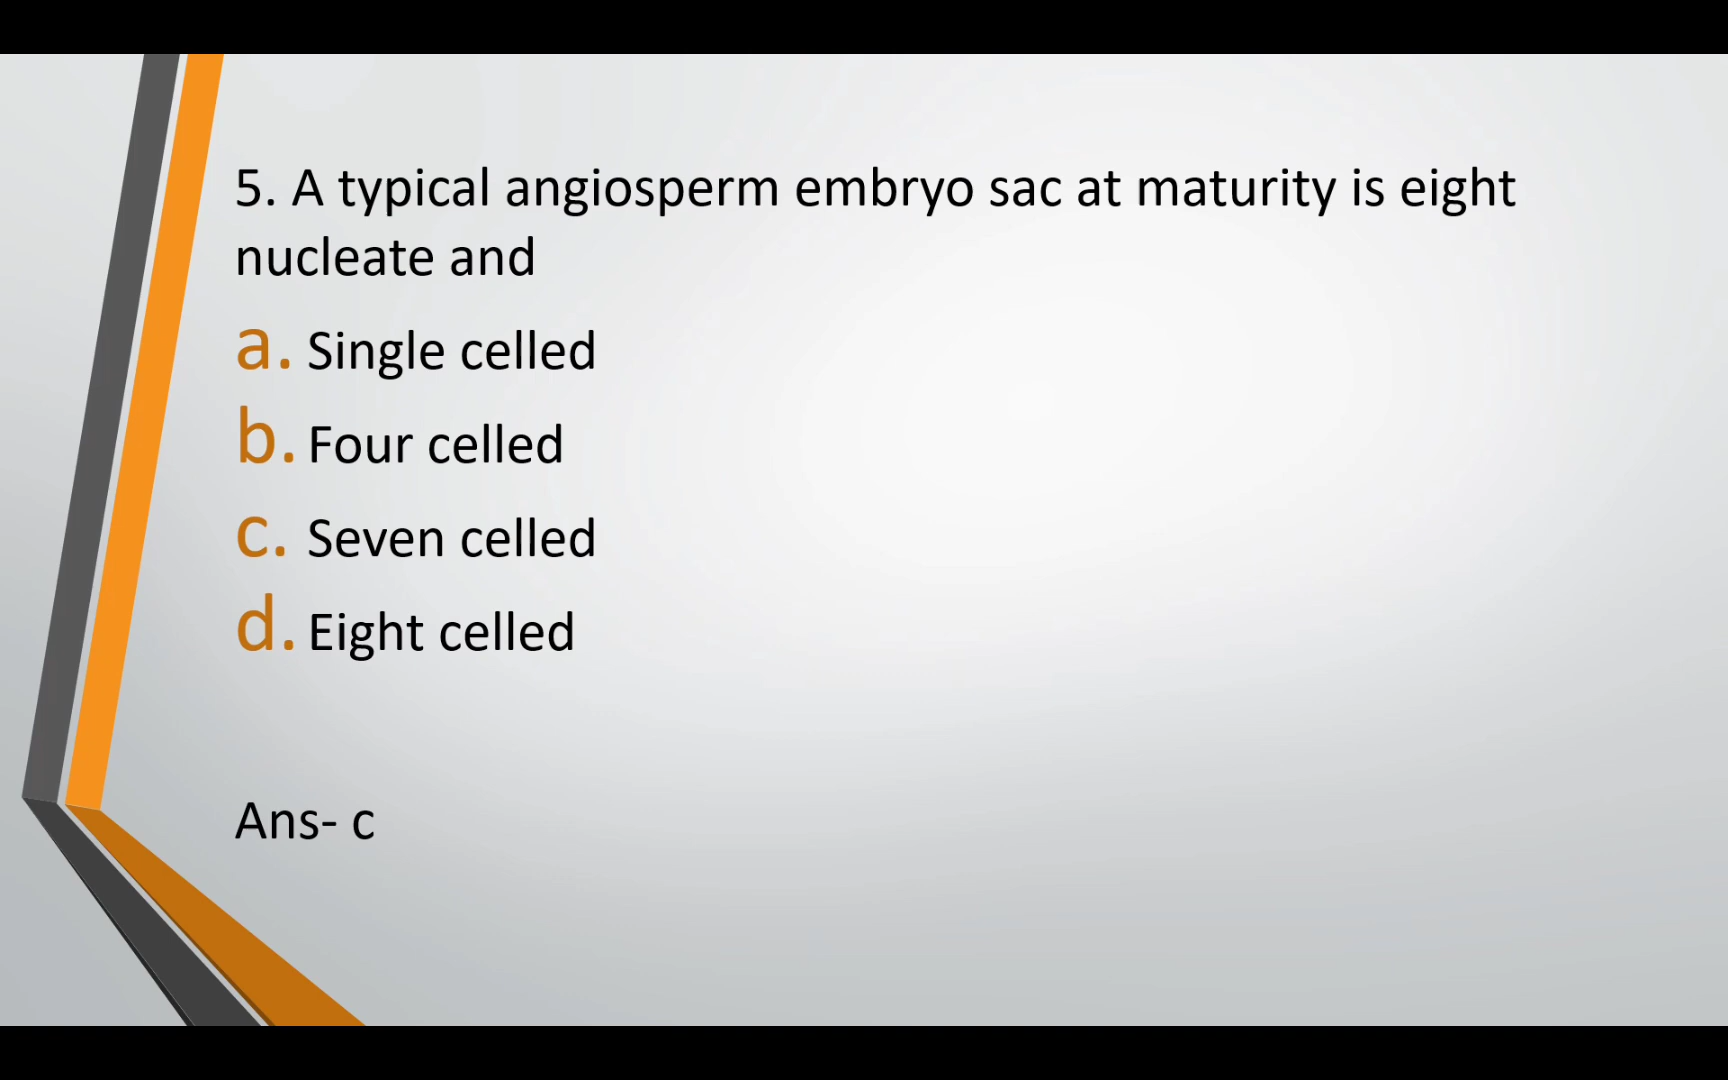 5. A typical angiosperm embryo sac at maturity is eight
nucleate and
a. Single celled
b. Four celled
c. Seven celled
d. Eight celled
Ans- c